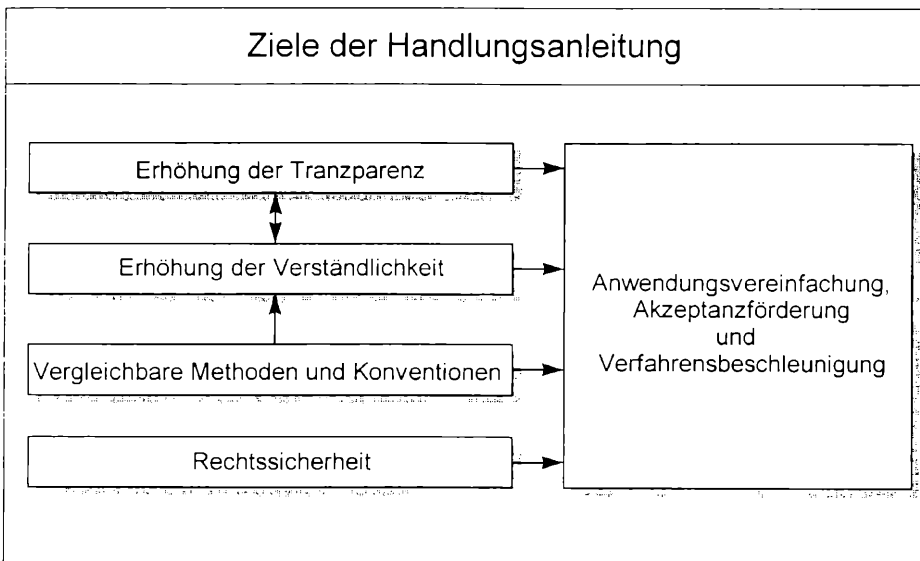 Ziele der Handlungsanleitung
Erhöhung der Tranzparenz
Erhöhung der Verständlichkeit
Vergleichbare Methoden und Konventionen
Rechtssicherheit
Anwendungsvereinfachung,
Akzeptanzförderung
und
Verfahrensbeschleunigung